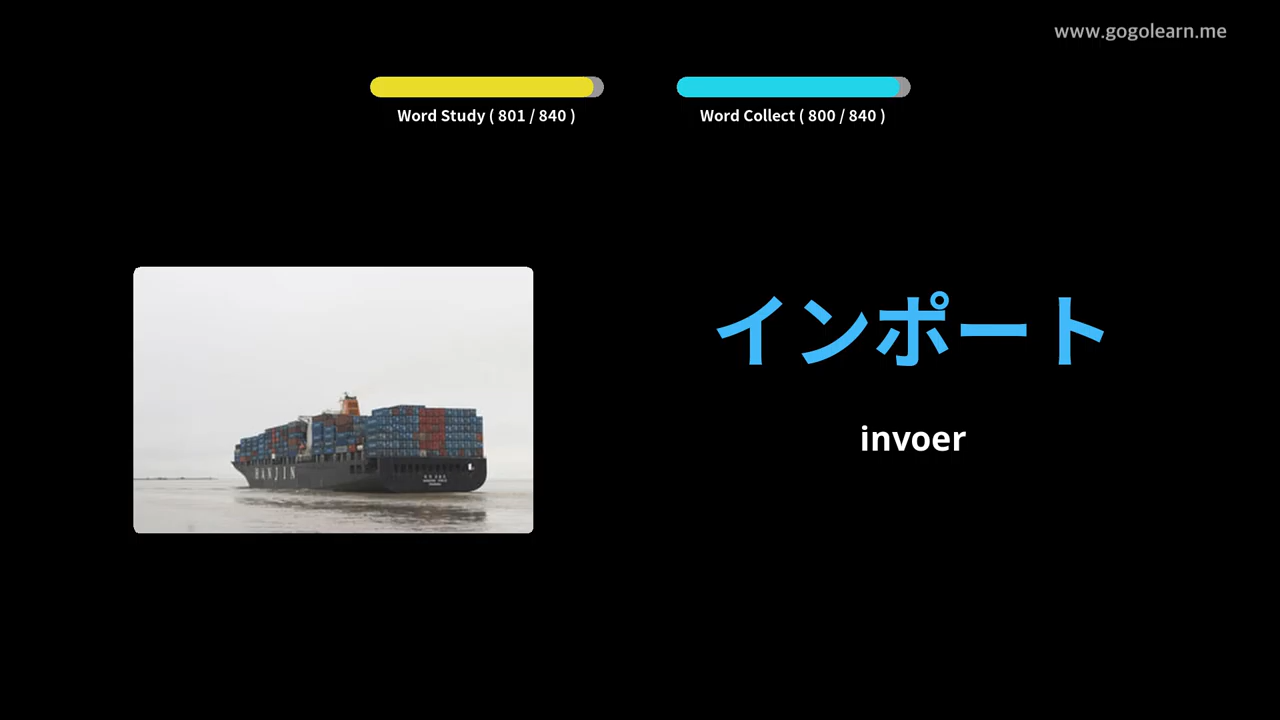 www.gogolearn.me
Word Study ( 801 / 840 )
Word Collect ( 800 / 840 )
インポート
invoer
HANJIN